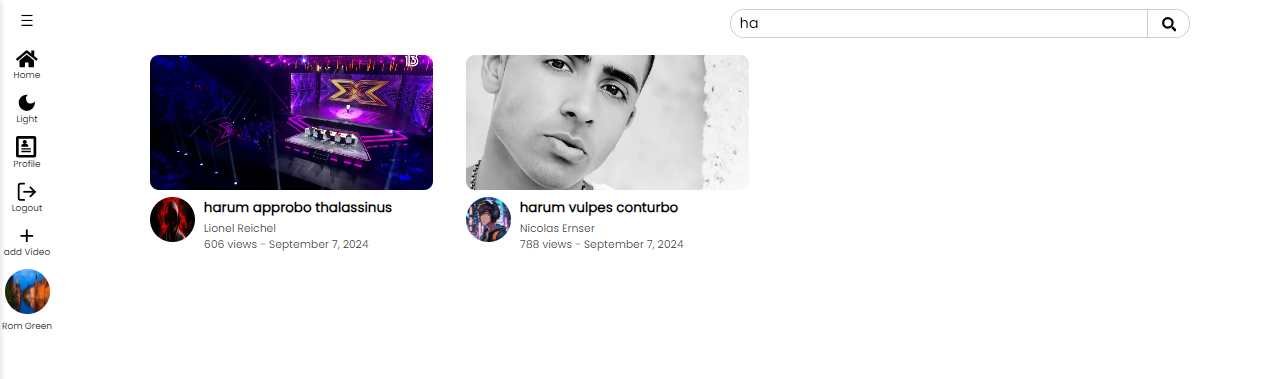 ☰
ha
Home
Light
Profile
Logout
add Video
Rom Green
13
X
harum approbo thalassinus
Lionel Reichel
606 views - September 7, 2024
harum vulpes conturbo
Nicolas Ernser
788 views - September 7, 2024